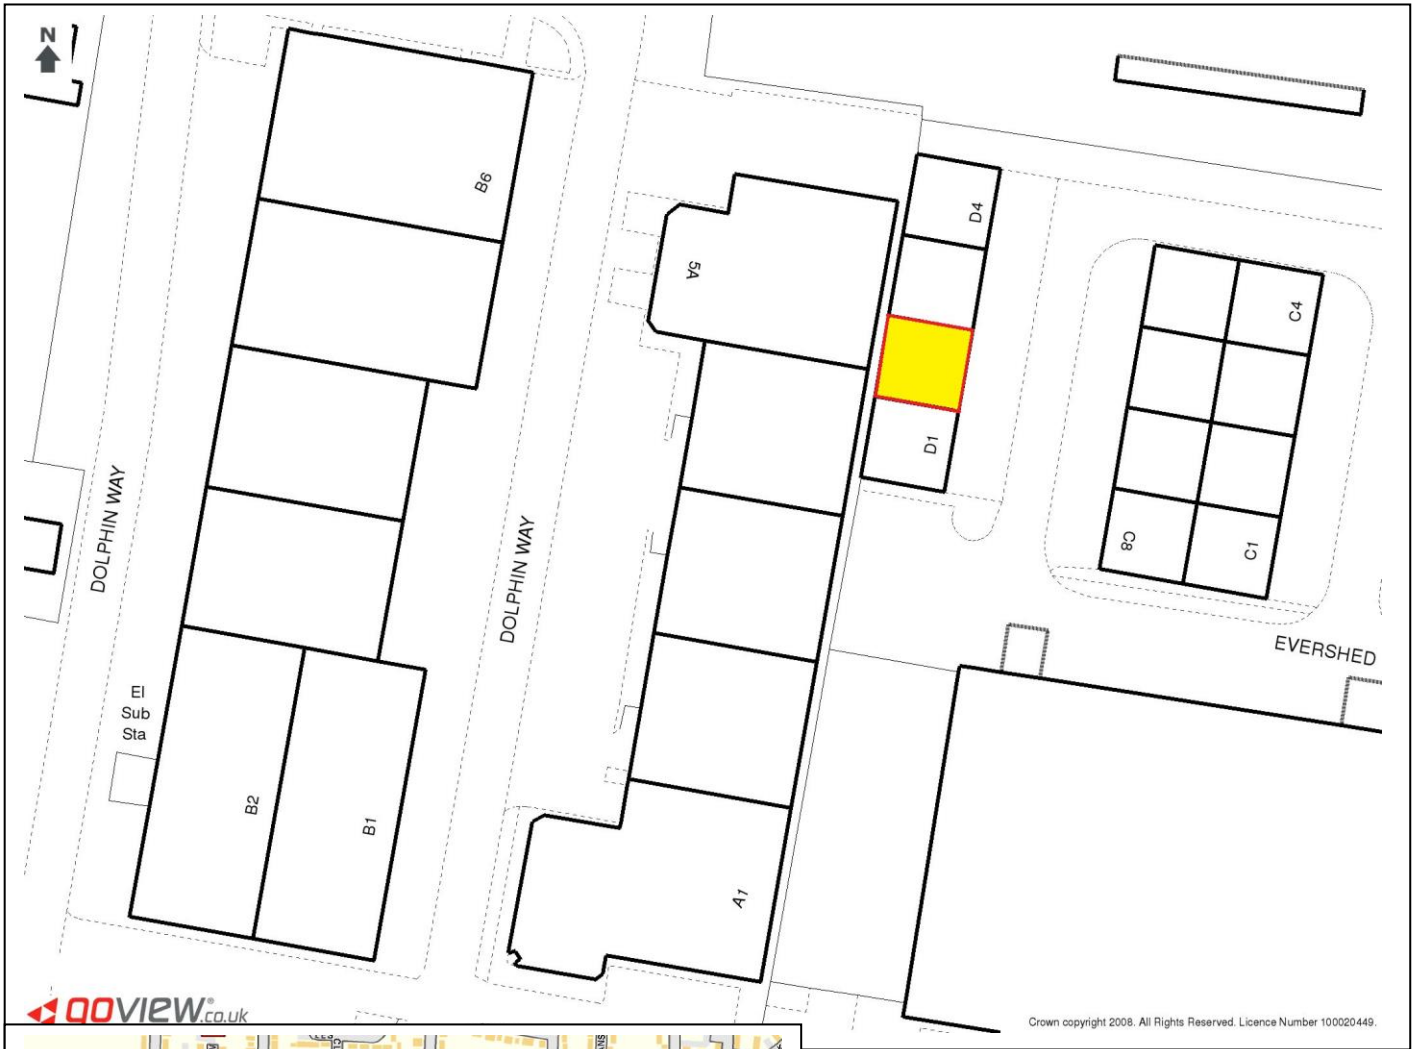 N
B6
5A
D4
C4
D1
C8
C1
DOLPHIN WAY
DOLPHIN WAY
EVERSHED
El
Sub
Sta
B2
B1
A1
goview.co.uk
Crown copyright 2008. All Rights Reserved. Licence Number 100020449.